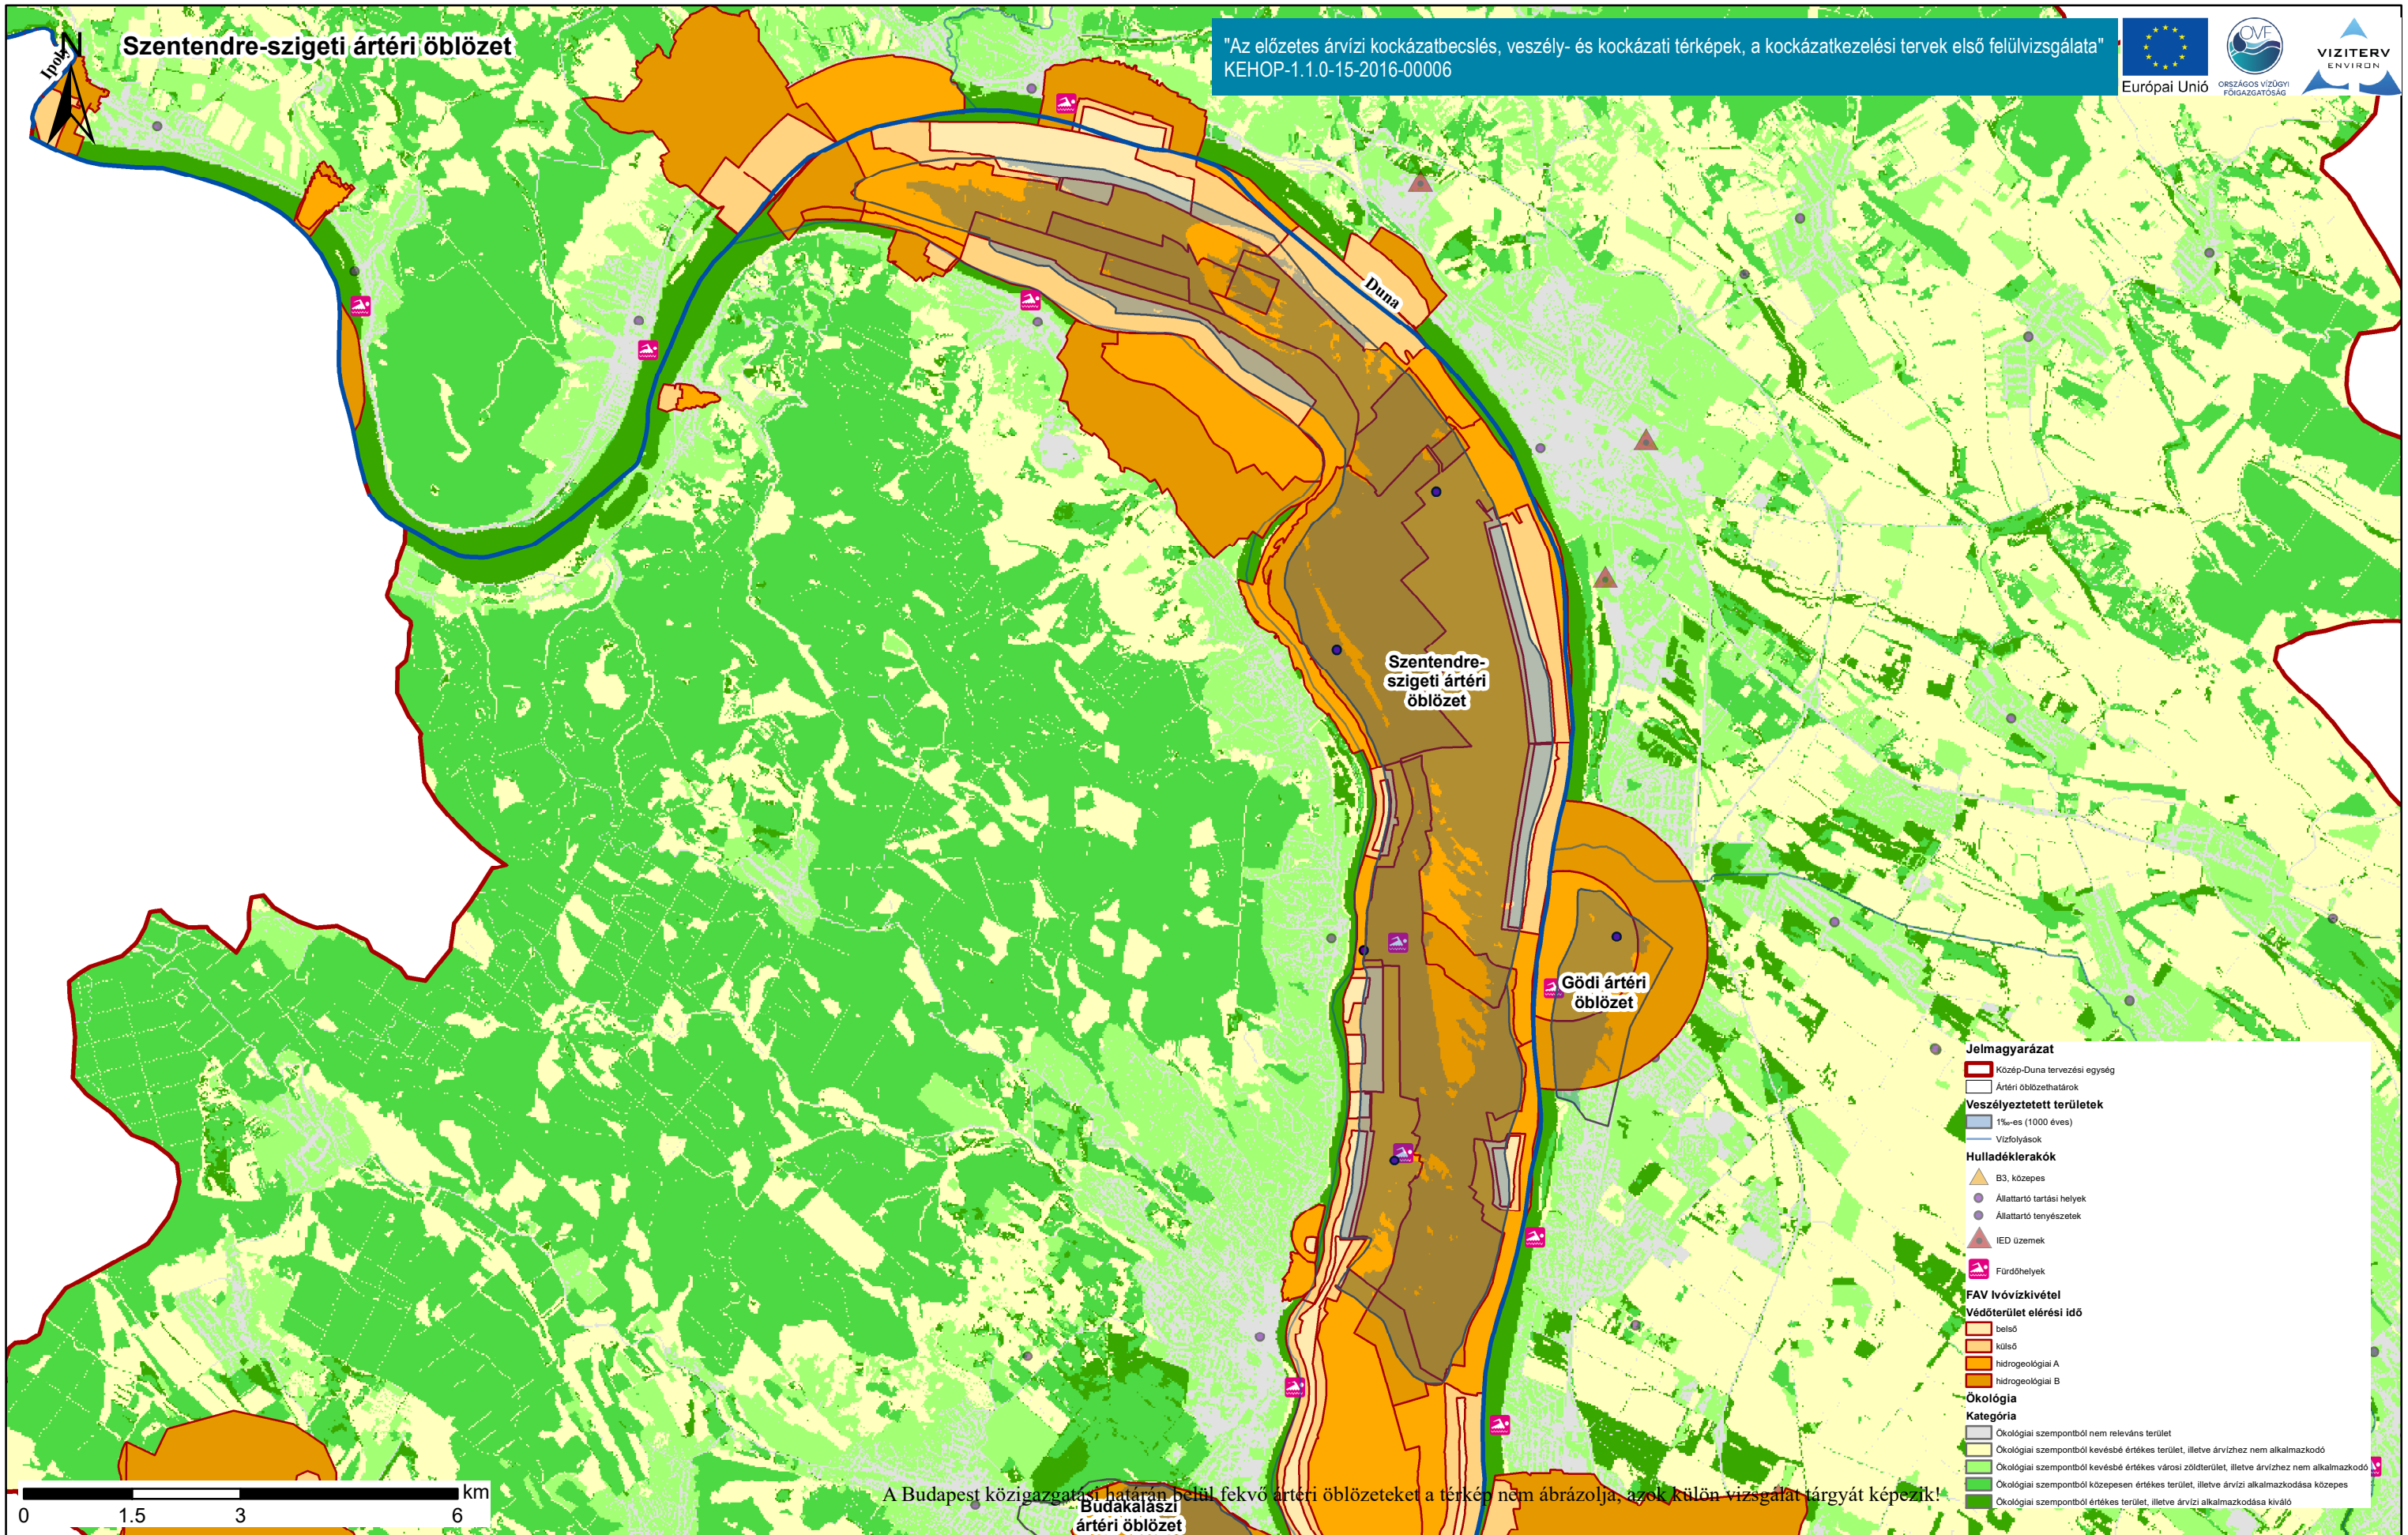 Szentendre-szigeti ártéri öblözet
N
Ipoly
"Az előzetes árvízi kockázatbecslés, veszély- és kockázati térképek, a kockázatkezelési tervek első felülvizsgálata"
KEHOP-1.1.0-15-2016-00006
Európai Unió
OVF
ORSZÁGOS VÍZÜGYI
FŐIGAZGATÓSÁG
VIZITERV
ENVIRON
Duna
Szentendre-
szigeti ártéri
öblözet
Gödi ártéri
öblözet
Budakalászi
ártéri öblözet
Jelmagyarázat
Közép-Duna tervezési egység
Ártéri öblözethatárok
Veszélyeztetett területek
1‰-es (1000 éves)
Vízfolyások
Hulladéklerakók
B3, közepes
Állattartó tartási helyek
Állattartó tenyészetek
IED üzemek
Fürdőhelyek
FAV Ivóvízkivétel
Védőterület elérési idő
belső
külső
hidrogeológiai A
hidrogeológiai B
Ökológia
Kategória
Ökológiai szempontból nem releváns terület
Ökológiai szempontból kevésbé értékes terület, illetve árvízhez nem alkalmazkodó
Ökológiai szempontból kevésbé értékes városi zöldterület, illetve árvízhez nem alkalmazkodó
Ökológiai szempontból közepesen értékes terület, illetve árvízi alkalmazkodása közepes
Ökológiai szempontból értékes terület, illetve árvízi alkalmazkodása kiváló
km
0 1.5 3 6
A Budapest közigazgatási határán belül fekvő ártéri öblözeteket a térkép nem ábrázolja, azok külön vizsgálat tárgyát képezik!